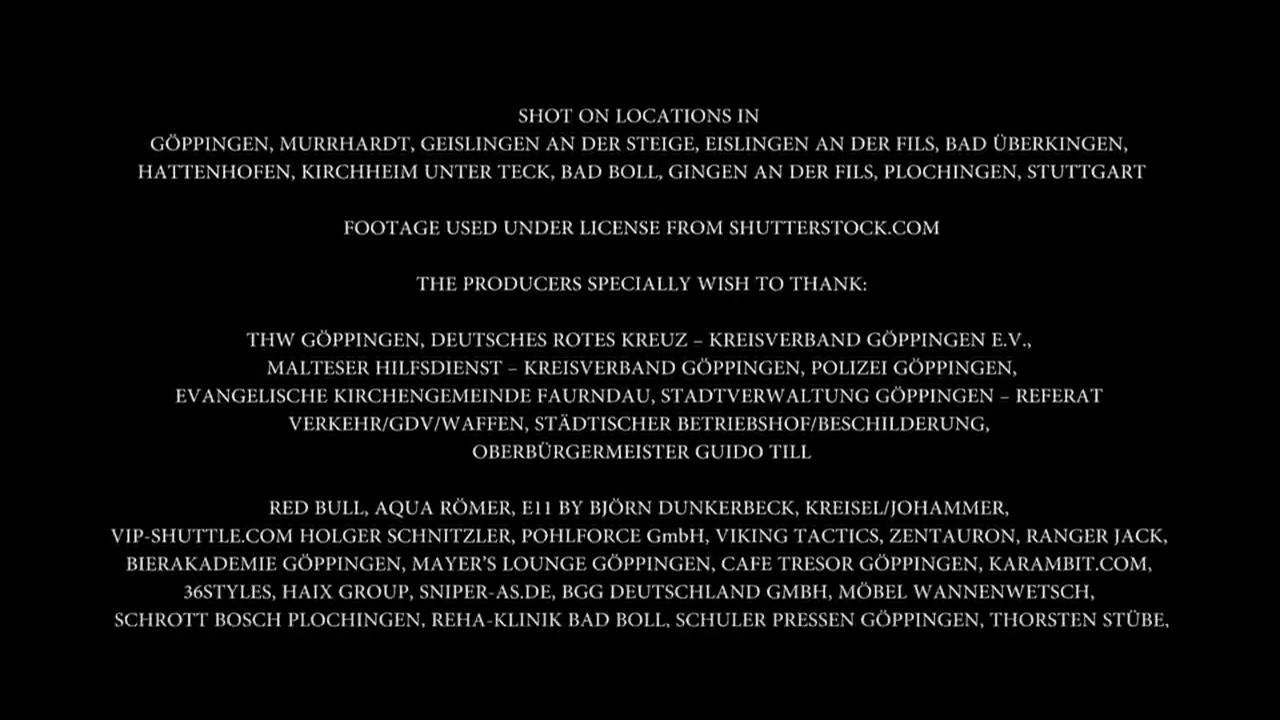 SHOT ON LOCATIONS IN
GÖPPINGEN, MURRHARDT, GEISLINGEN AN DER STEIGE, EISLINGEN AN DER FILS, BAD ÜBERKINGEN,
HATTENHOFEN, KIRCHHEIM UNTER TECK, BAD BOLL, GINGEN AN DER FILS, PLOCHINGEN, STUTTGART
FOOTAGE USED UNDER LICENSE FROM SHUTTERSTOCK.COM
THE PRODUCERS SPECIALLY WISH TO THANK:
THW GÖPPINGEN, DEUTSCHES ROTES KREUZ – KREISVERBAND GÖPPINGEN E.V.,
MALTESER HILFSDIENST – KREISVERBAND GÖPPINGEN, POLIZEI GÖPPINGEN,
EVANGELISCHE KIRCHENGEMEINDE FAURNDAU, STADTVERWALTUNG GÖPPINGEN – REFERAT
VERKEHR/GDV/WAFFEN, STÄDTISCHER BETRIEBSHOF/BESCHILDERUNG,
OBERBÜRGERMEISTER GUIDO TILL
RED BULL, AQUA RÖMER, E11 BY BJÖRN DUNKERBECK, KREISEL/JOHAMMER,
VIP-SHUTTLE.COM HOLGER SCHNITZLER, POHLFORCE GmbH, VIKING TACTICS, ZENTAURON, RANGER JACK,
BIERAKADEMIE GÖPPINGEN, MAYER'S LOUNGE GÖPPINGEN, CAFE TRESOR GÖPPINGEN, KARAMBIT.COM,
36STYLES, HAIX GROUP, SNIPER-AS.DE, BGG DEUTSCHLAND GMBH, MÖBEL WANNENWETSCH,
SCHROTT BOSCH PLOCHINGEN, REHA-KLINIK BAD BOLL, SCHULER PRESSEN GÖPPINGEN, THORSTEN STÜBE,